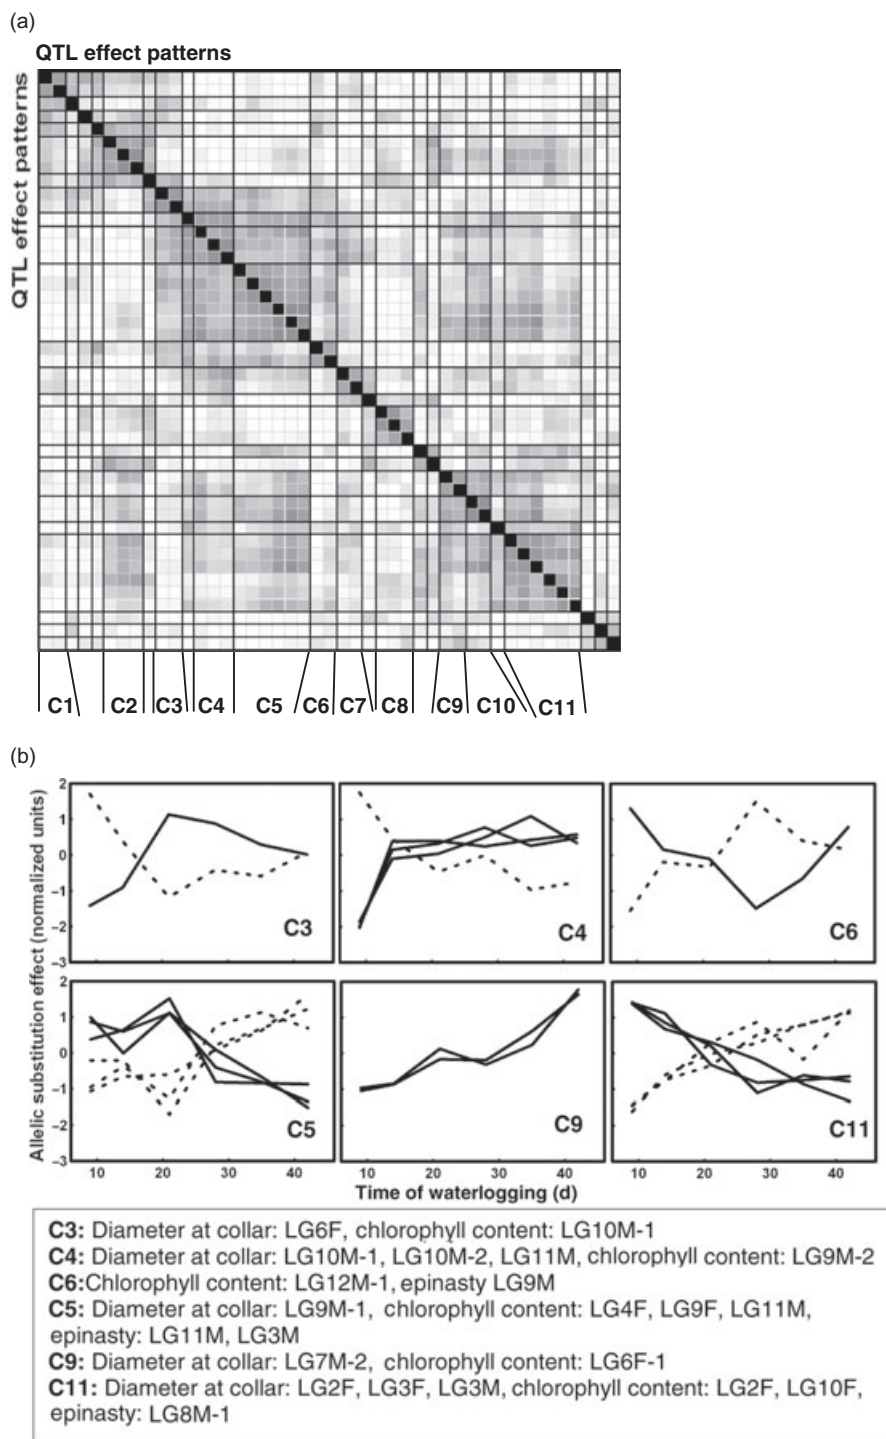 (a)
QTL effect patterns
QTL effect patterns
C1 C2 C3 C4 C5 C6 C7 C8 C9 C10 C11
(b)
Allelic substitution effect (normalized units)
2
1
0
−1
−2
−3
C3
C4
C6
2
1
0
−1
−2
−3
C5
C9
C11
10 20 30 40 10 20 30 40 10 20 30 40
Time of waterlogging (d)
C3: Diameter at collar: LG6F, chlorophyll content: LG10M-1
C4: Diameter at collar: LG10M-1, LG10M-2, LG11M, chlorophyll content: LG9M-2
C6:Chlorophyll content: LG12M-1, epinasty LG9M
C5: Diameter at collar: LG9M-1, chlorophyll content: LG4F, LG9F, LG11M,
epinasty: LG11M, LG3M
C9: Diameter at collar: LG7M-2, chlorophyll content: LG6F-1
C11: Diameter at collar: LG2F, LG3F, LG3M, chlorophyll content: LG2F, LG10F,
epinasty: LG8M-1